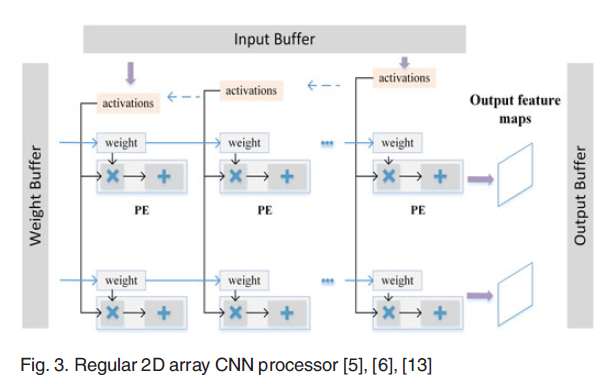 Input Buffer
Weight Buffer
activations
activations
activations
Output feature
maps
Output Buffer
weight
weight
...
weight
PE
PE
PE
weight
weight
...
weight
Fig. 3. Regular 2D array CNN processor [5], [6], [13]